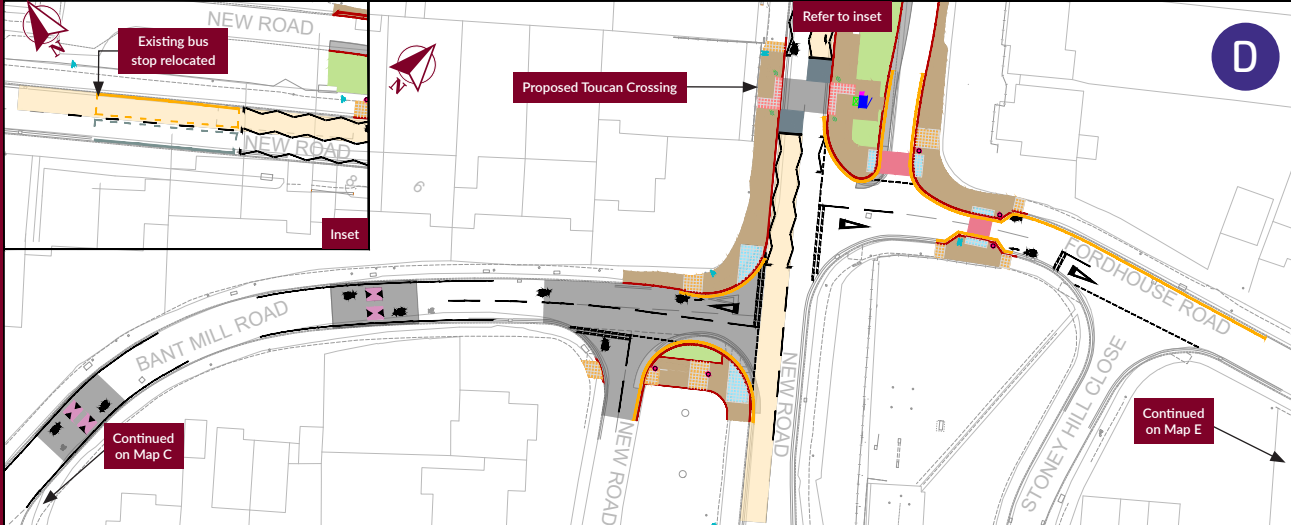 NEW ROAD
Existing bus
stop relocated
N
NEW ROAD
8
Inset
N
6
Refer to inset
D
Proposed Toucan Crossing
FORDHOUSE ROAD
BANT MILL ROAD
NEW ROAD
NEW ROAD
STONEY HILL CLOSE
Continued
on Map C
Continued
on Map E